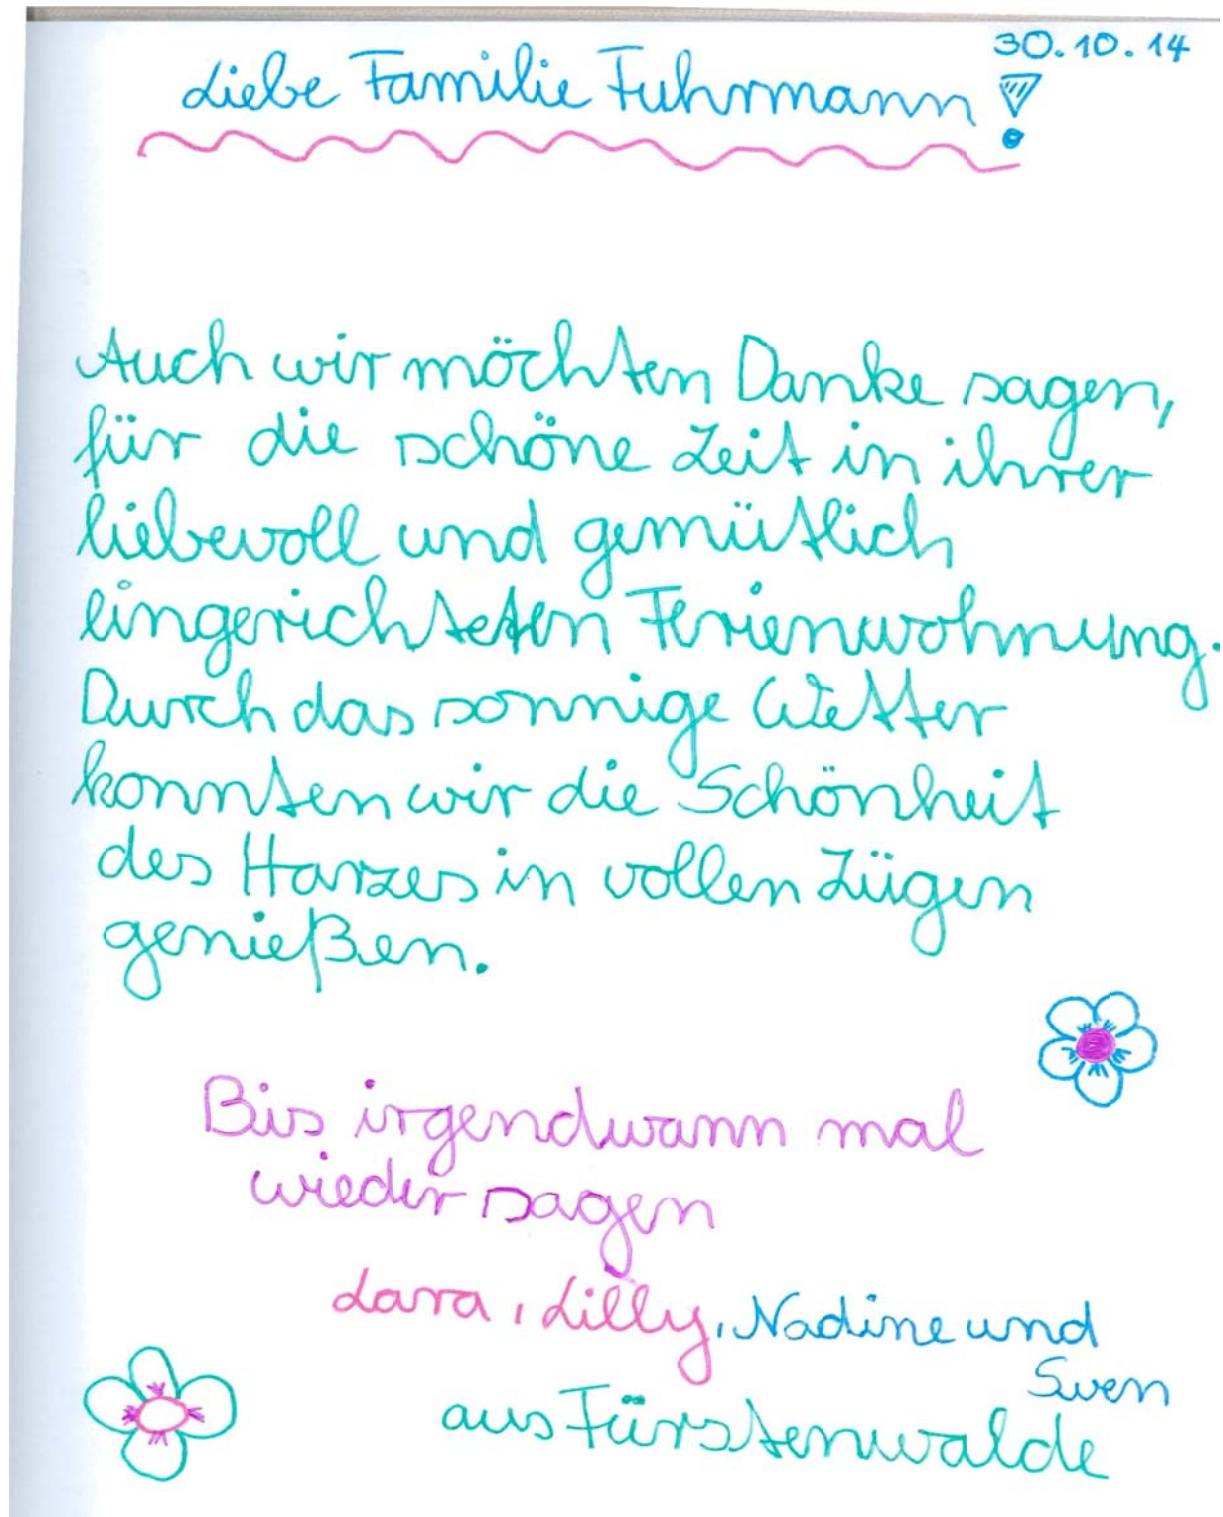 30.10.14
Liebe Familie Fuhrmann!
Auch wir möchten Danke sagen,
für die schöne Zeit in ihrer
liebevoll und gemütlich
eingerichteten Ferienwohnung.
Durch das sonnige Wetter
konnten wir die Schönheit
des Harzes in vollen Zügen
genießen.
Bis irgendwann mal
wieder sagen
Lara, Lilly, Nadine und
Sven
aus Fürstenwalde